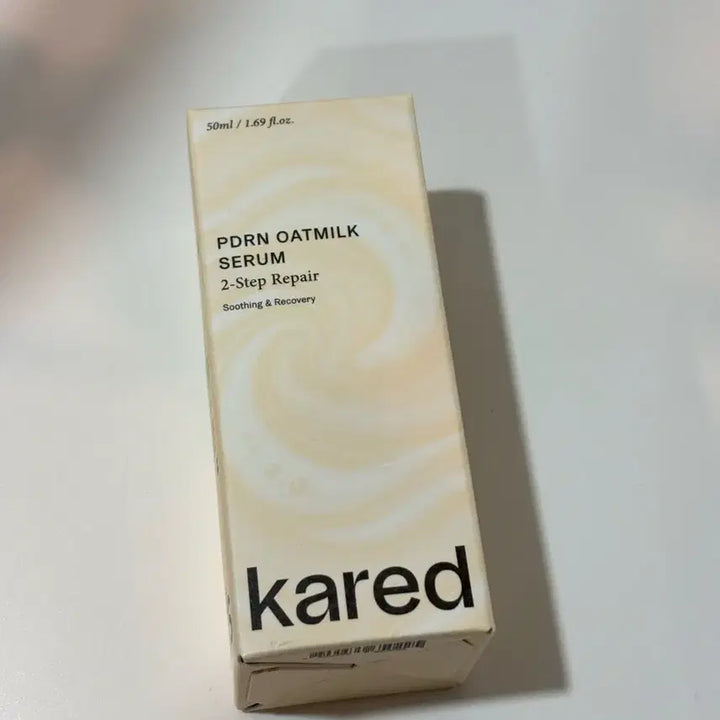 50ml / 1.69 fl.oz.
PDRN OATMILK
SERUM
2-Step Repair
Soothing & Recovery
kared